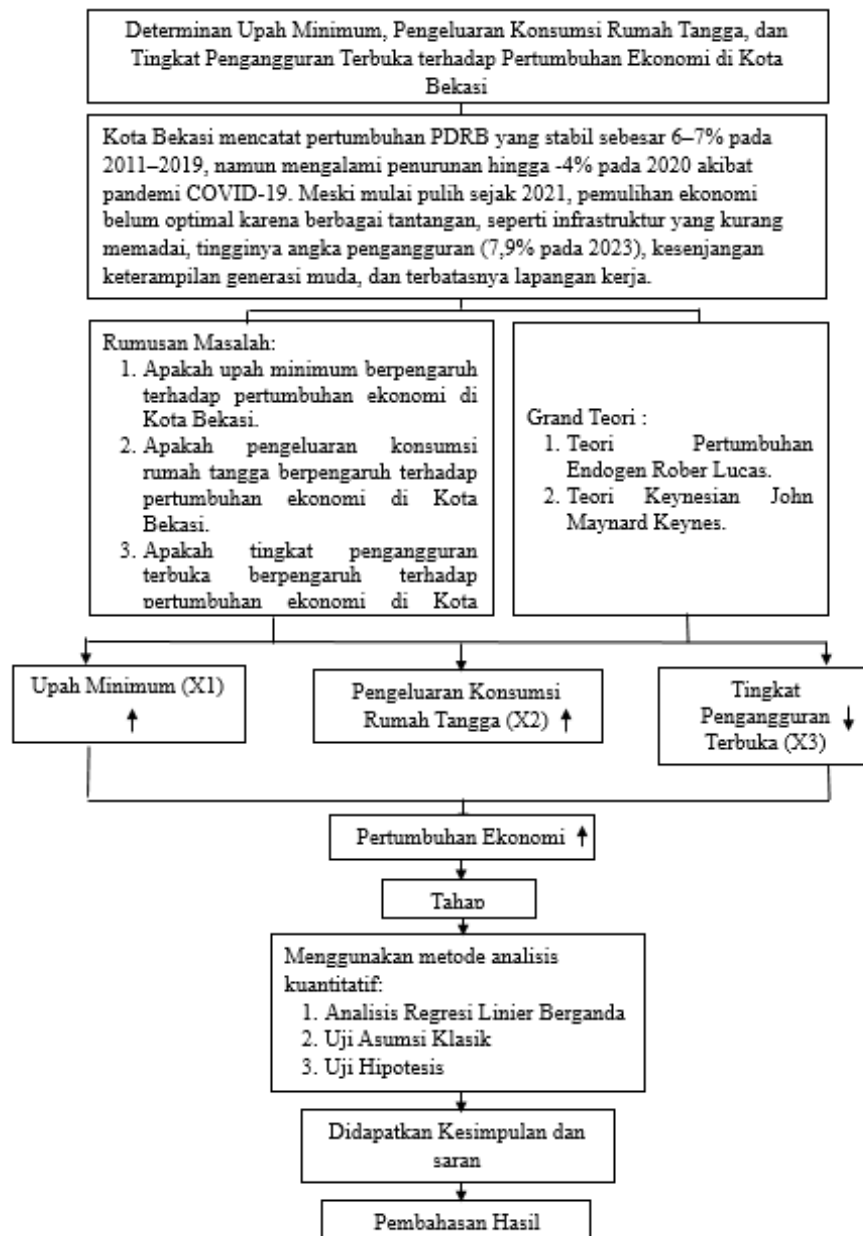 Determinan Upah Minimum, Pengeluaran Konsumsi Rumah Tangga, dan
Tingkat Pengangguran Terbuka terhadap Pertumbuhan Ekonomi di Kota
Bekasi
Kota Bekasi mencatat pertumbuhan PDRB yang stabil sebesar 6–7% pada
2011–2019, namun mengalami penurunan hingga -4% pada 2020 akibat
pandemi COVID-19. Meski mulai pulih sejak 2021, pemulihan ekonomi
belum optimal karena berbagai tantangan, seperti infrastruktur yang kurang
memadai, tingginya angka pengangguran (7,9% pada 2023), kesenjangan
keterampilan generasi muda, dan terbatasnya lapangan kerja.
Rumusan Masalah:
1. Apakah upah minimum berpengaruh
terhadap pertumbuhan ekonomi di
Kota Bekasi.
2. Apakah pengeluaran konsumsi
rumah tangga berpengaruh terhadap
pertumbuhan ekonomi di Kota
Bekasi.
3. Apakah tingkat pengangguran
terbuka berpengaruh terhadap
pertumbuhan ekonomi di Kota
Grand Teori :
1. Teori Pertumbuhan
Endogen Rober Lucas.
2. Teori Keynesian John
Maynard Keynes.
Upah Minimum (X1)
Pengeluaran Konsumsi
Rumah Tangga (X2)
Tingkat
Pengangguran
Terbuka (X3)
Pertumbuhan Ekonomi
Tahap
Menggunakan metode analisis
kuantitatif:
1. Analisis Regresi Linier Berganda
2. Uji Asumsi Klasik
3. Uji Hipotesis
Didapatkan Kesimpulan dan
saran
Pembahasan Hasil